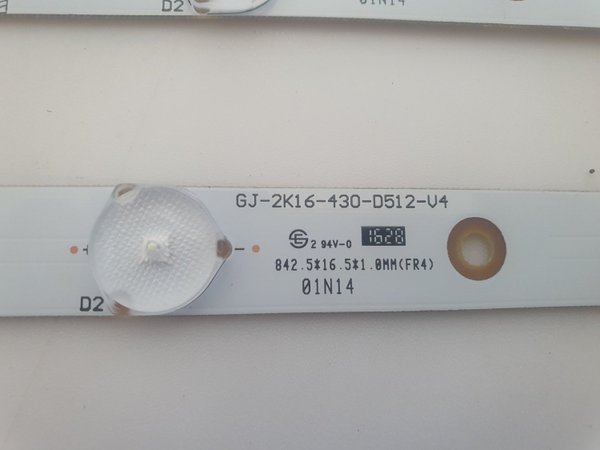 D2
01N14
GJ-2K16-430-D512-V4
2 94V-0 1628
842.5*16.5*1.0MM(FR4)
01N14
D2